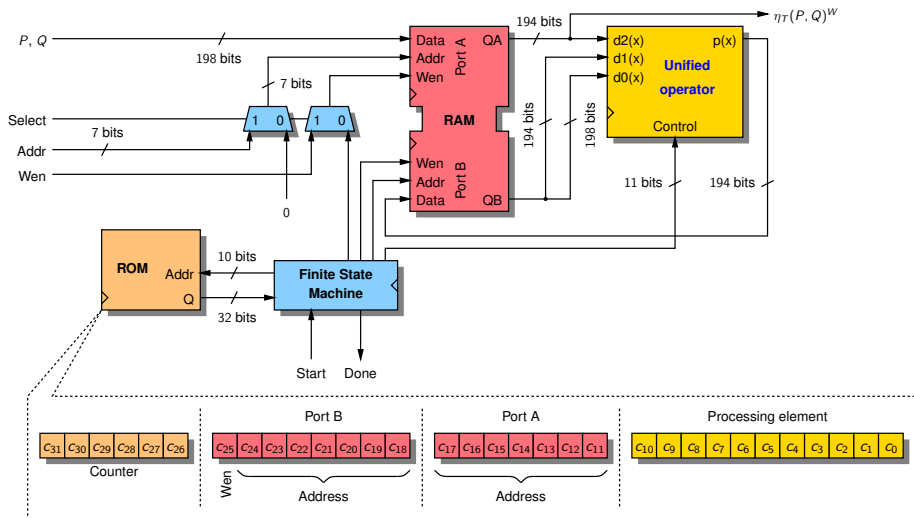 η_T(P, Q)^W
P, Q
198 bits
Data
QA
194 bits
Addr
Port A
Wen
7 bits
d2(x)
p(x)
d1(x)
d0(x)
Unified
operator
Control
Select
1 0
1 0
RAM
194 bits
198 bits
7 bits
Addr
Wen
0
Wen
Addr
Port B
Data
QB
11 bits
194 bits
ROM
Addr
Q
10 bits
32 bits
Finite State
Machine
Start
Done
Port B
Port A
Processing element
c31 c30 c29 c28 c27 c26
c25 c24 c23 c22 c21 c20 c19 c18
c17 c16 c15 c14 c13 c12 c11
c10 c9 c8 c7 c6 c5 c4 c3 c2 c1 c0
Counter
Wen
Address
Address